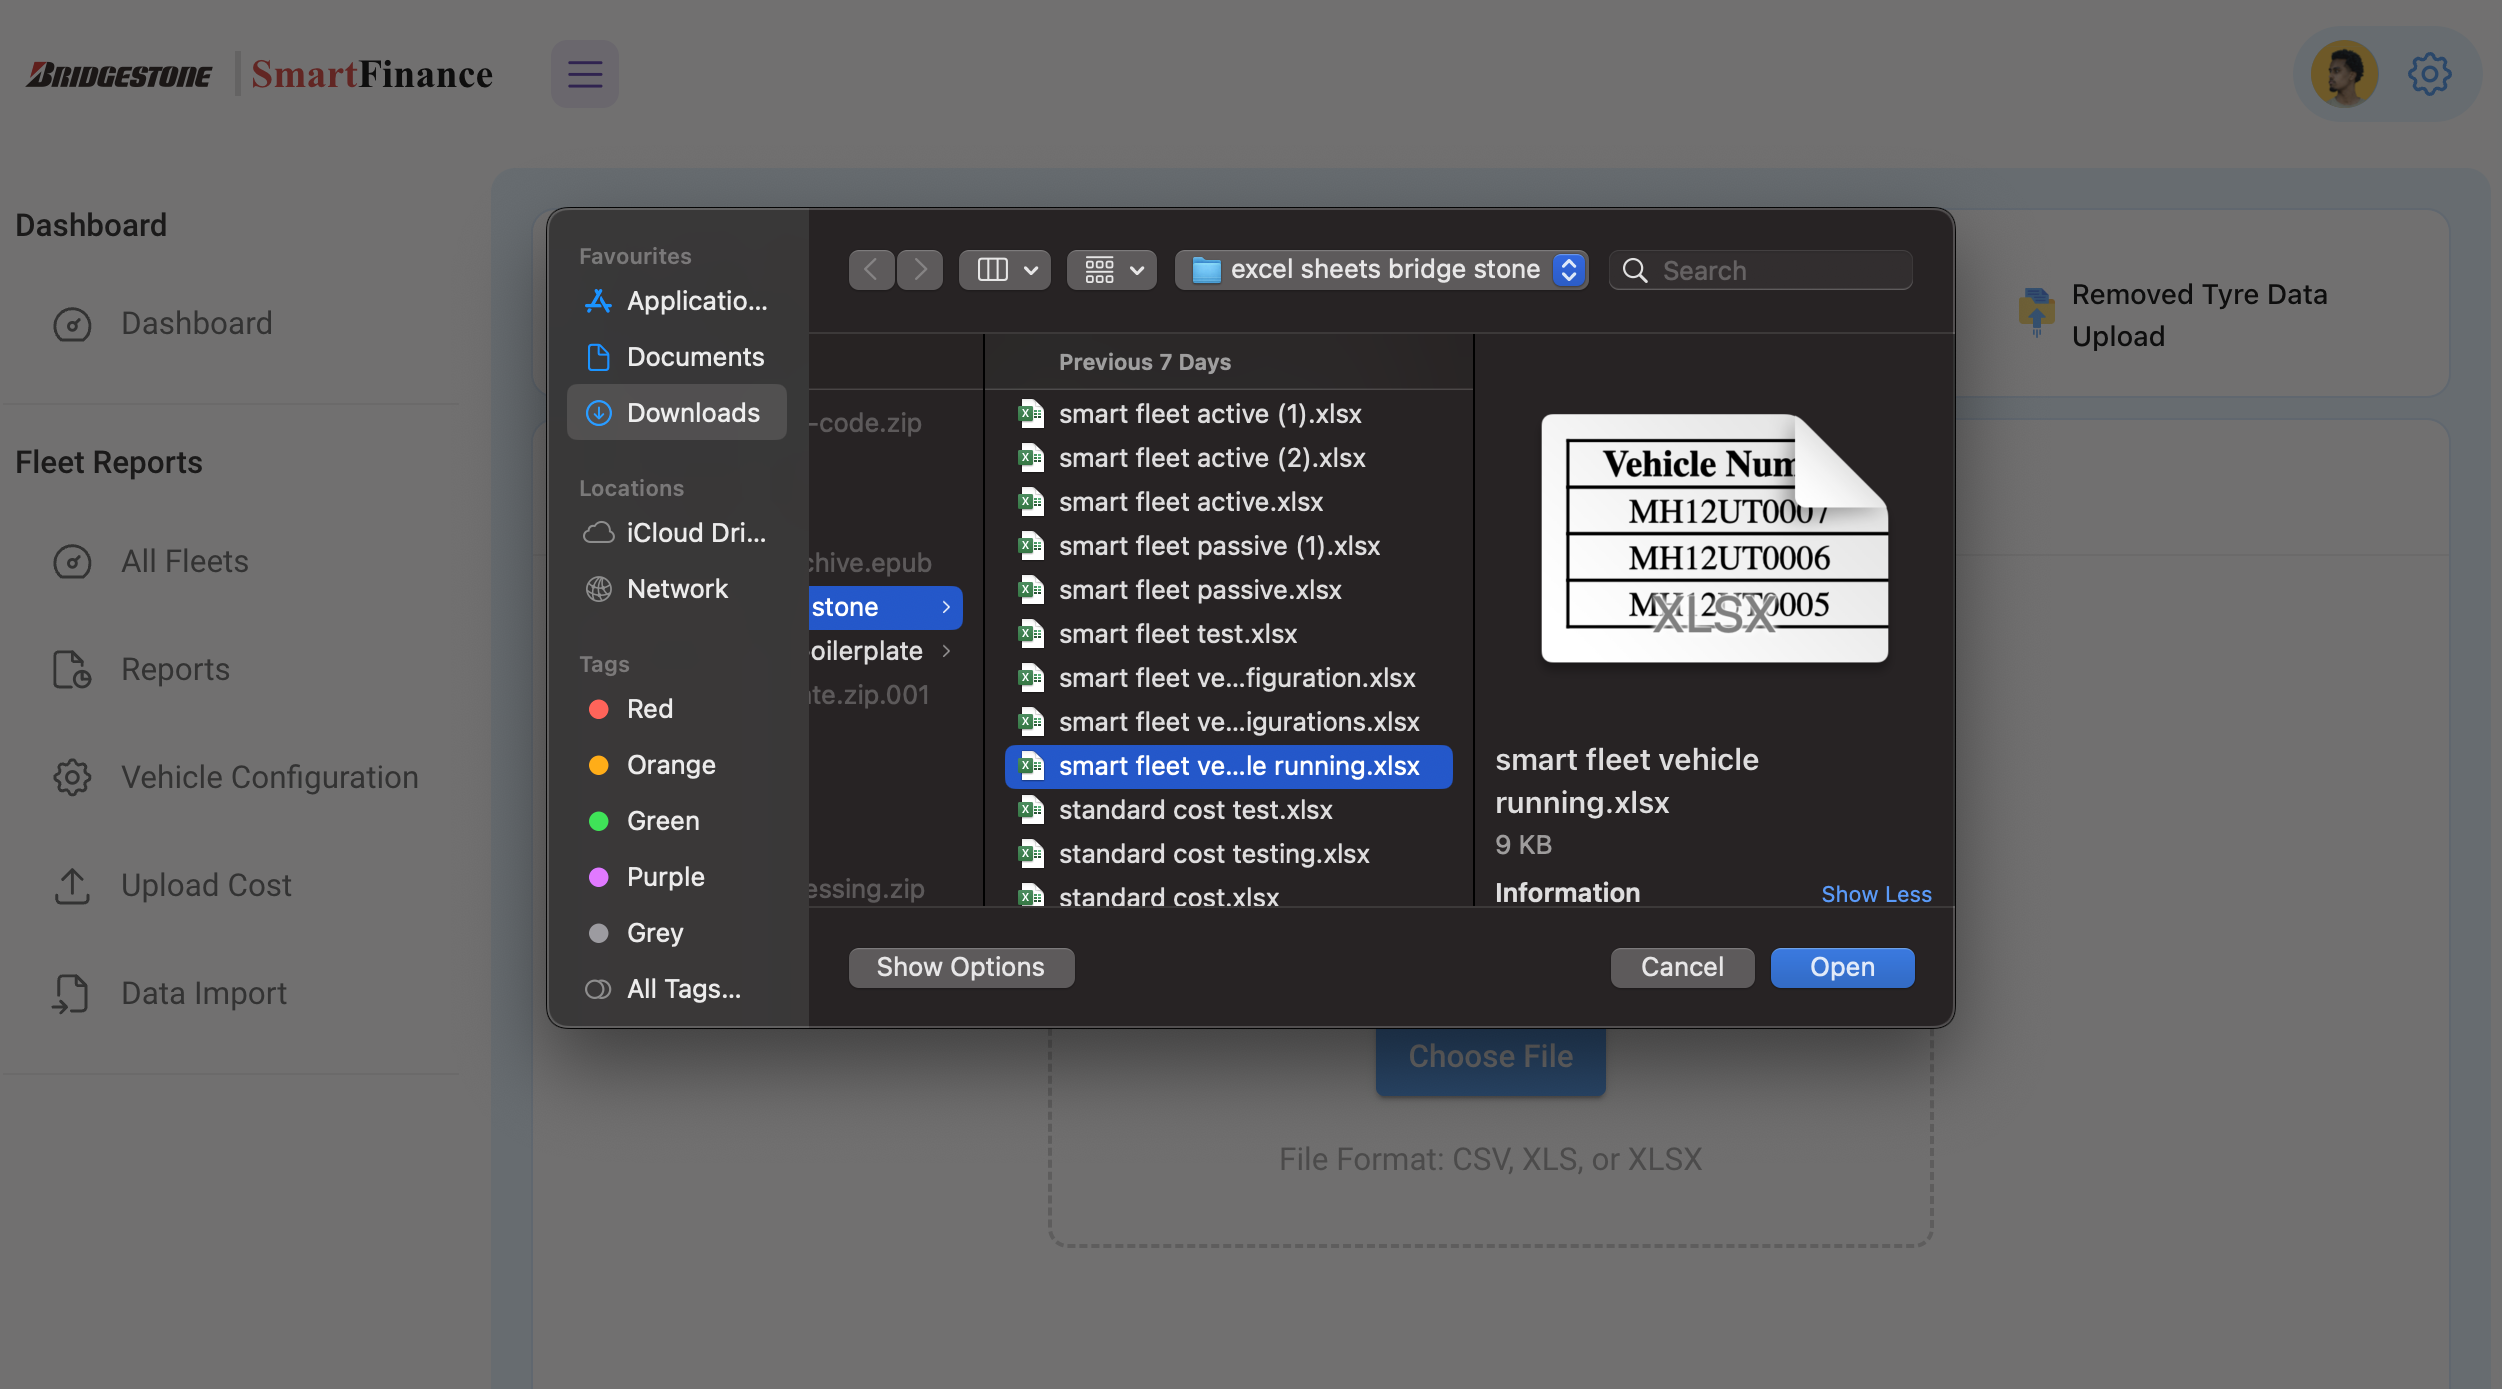 BRIDGESTONE
SmartFinance
Dashboard
Dashboard
Fleet Reports
All Fleets
Reports
Vehicle Configuration
Upload Cost
Data Import
Favourites
Applicatio...
Documents
Downloads
Locations
iCloud Dri...
Network
Tags
Red
Orange
Green
Purple
Grey
All Tags...
excel sheets bridge stone
Search
-code.zip
chive.epub
stone
oilerplate
te.zip.001
essing.zip
Previous 7 Days
smart fleet active (1).xlsx
smart fleet active (2).xlsx
smart fleet active.xlsx
smart fleet passive (1).xlsx
smart fleet passive.xlsx
smart fleet test.xlsx
smart fleet ve...figuration.xlsx
smart fleet ve...igurations.xlsx
smart fleet ve...le running.xlsx
standard cost test.xlsx
standard cost testing.xlsx
standard cost.xlsx
Vehicle Num
MH12UT0007
MH12UT0006
MH12UT0005
XLSX
smart fleet vehicle
running.xlsx
9 KB
Information
Show Less
Show Options
Cancel
Open
Removed Tyre Data
Upload
Choose File
File Format: CSV, XLS, or XLSX